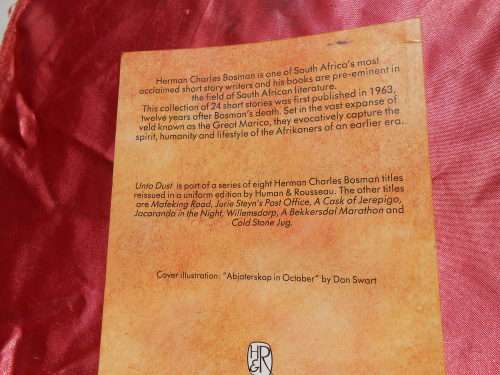 Herman Charles Bosman is one of South Africa's most
acclaimed short story writers and his books are pre-eminent in
the field of South African literature.
This collection of 24 short stories was first published in 1963,
twelve years after Bosman's death. Set in the vast expanse of
veld known as the Great Marico, they evocatively capture the
spirit, humanity and lifestyle of the Afrikaners of an earlier era.
Unto Dust is part of a series of eight Herman Charles Bosman titles
reissued in a uniform edition by Human & Rousseau. The other titles
are Mafeking Road, Jurie Steyn's Post Office, A Cask of Jerepigo,
Jacaranda in the Night, Willemsdorp, A Bekkersdal Marathon and
Cold Stone Jug.
Cover illustration: "Abjaterskop in October" by Don Swart
H&R